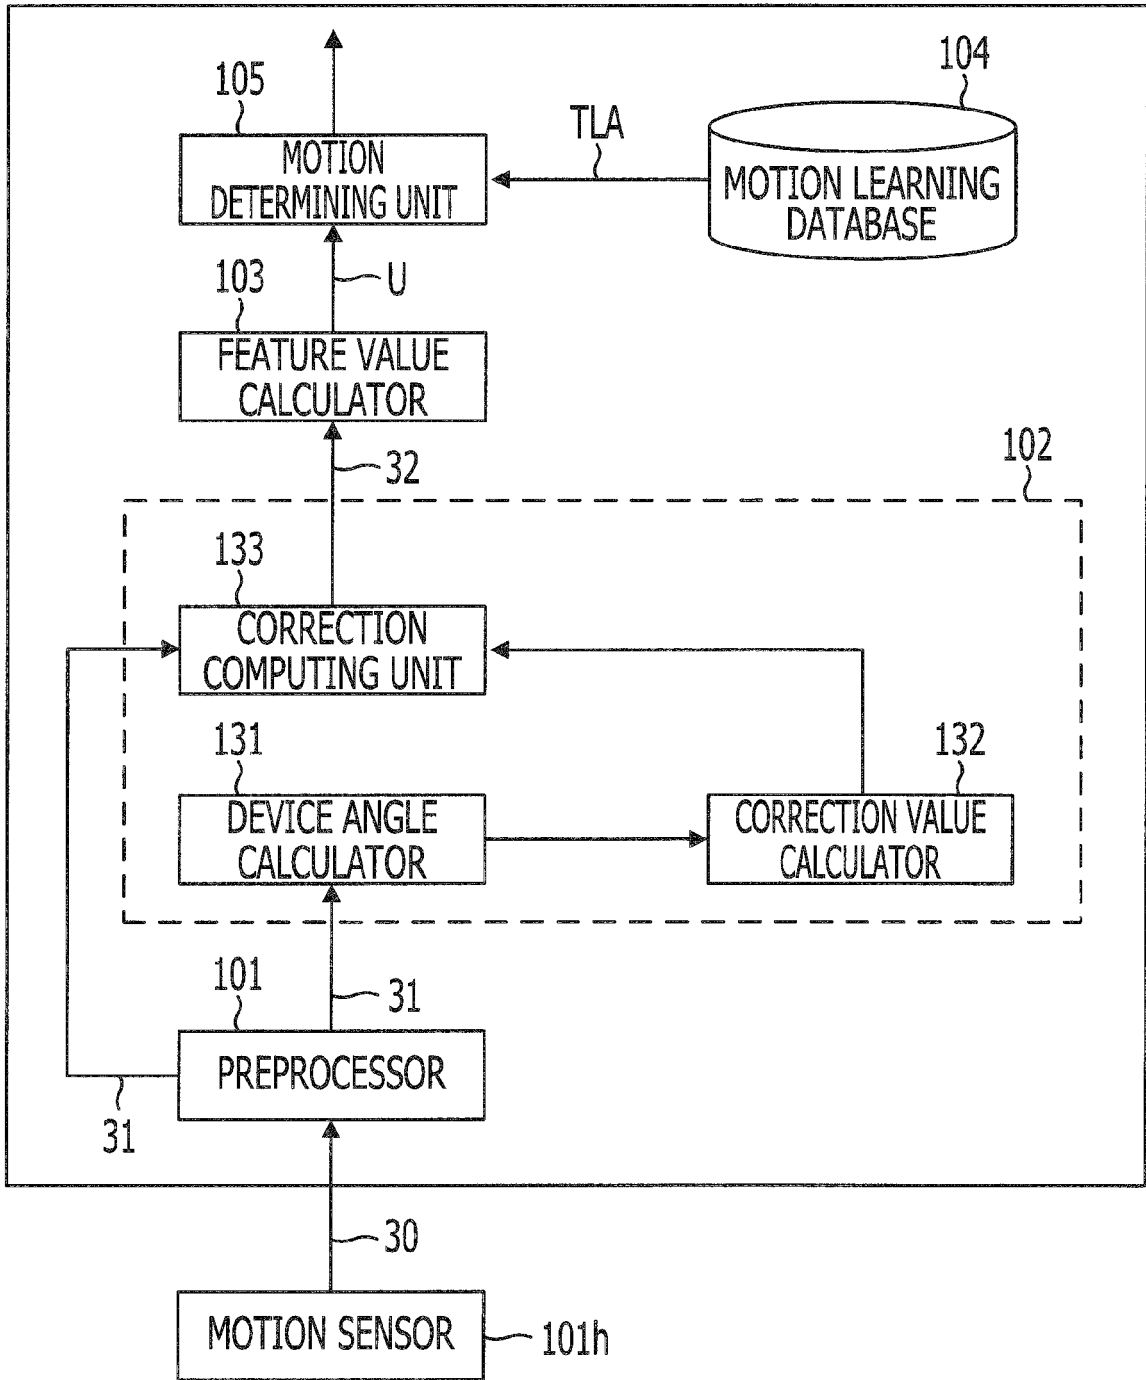 105
MOTION
DETERMINING UNIT
TLA
104
MOTION LEARNING
DATABASE
U
103
FEATURE VALUE
CALCULATOR
32
102
133
CORRECTION
COMPUTING UNIT
131
DEVICE ANGLE
CALCULATOR
132
CORRECTION VALUE
CALCULATOR
101
31
PREPROCESSOR
31
30
MOTION SENSOR
101h